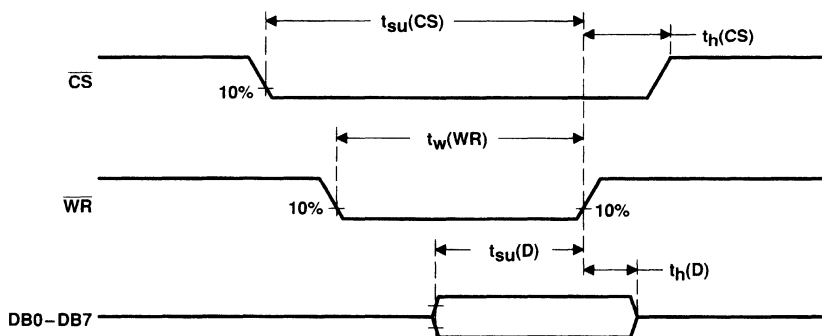 tsu(CS)
th(CS)
CS
10%
tw(WR)
WR
10%
10%
tsu(D)
th(D)
DB0–DB7